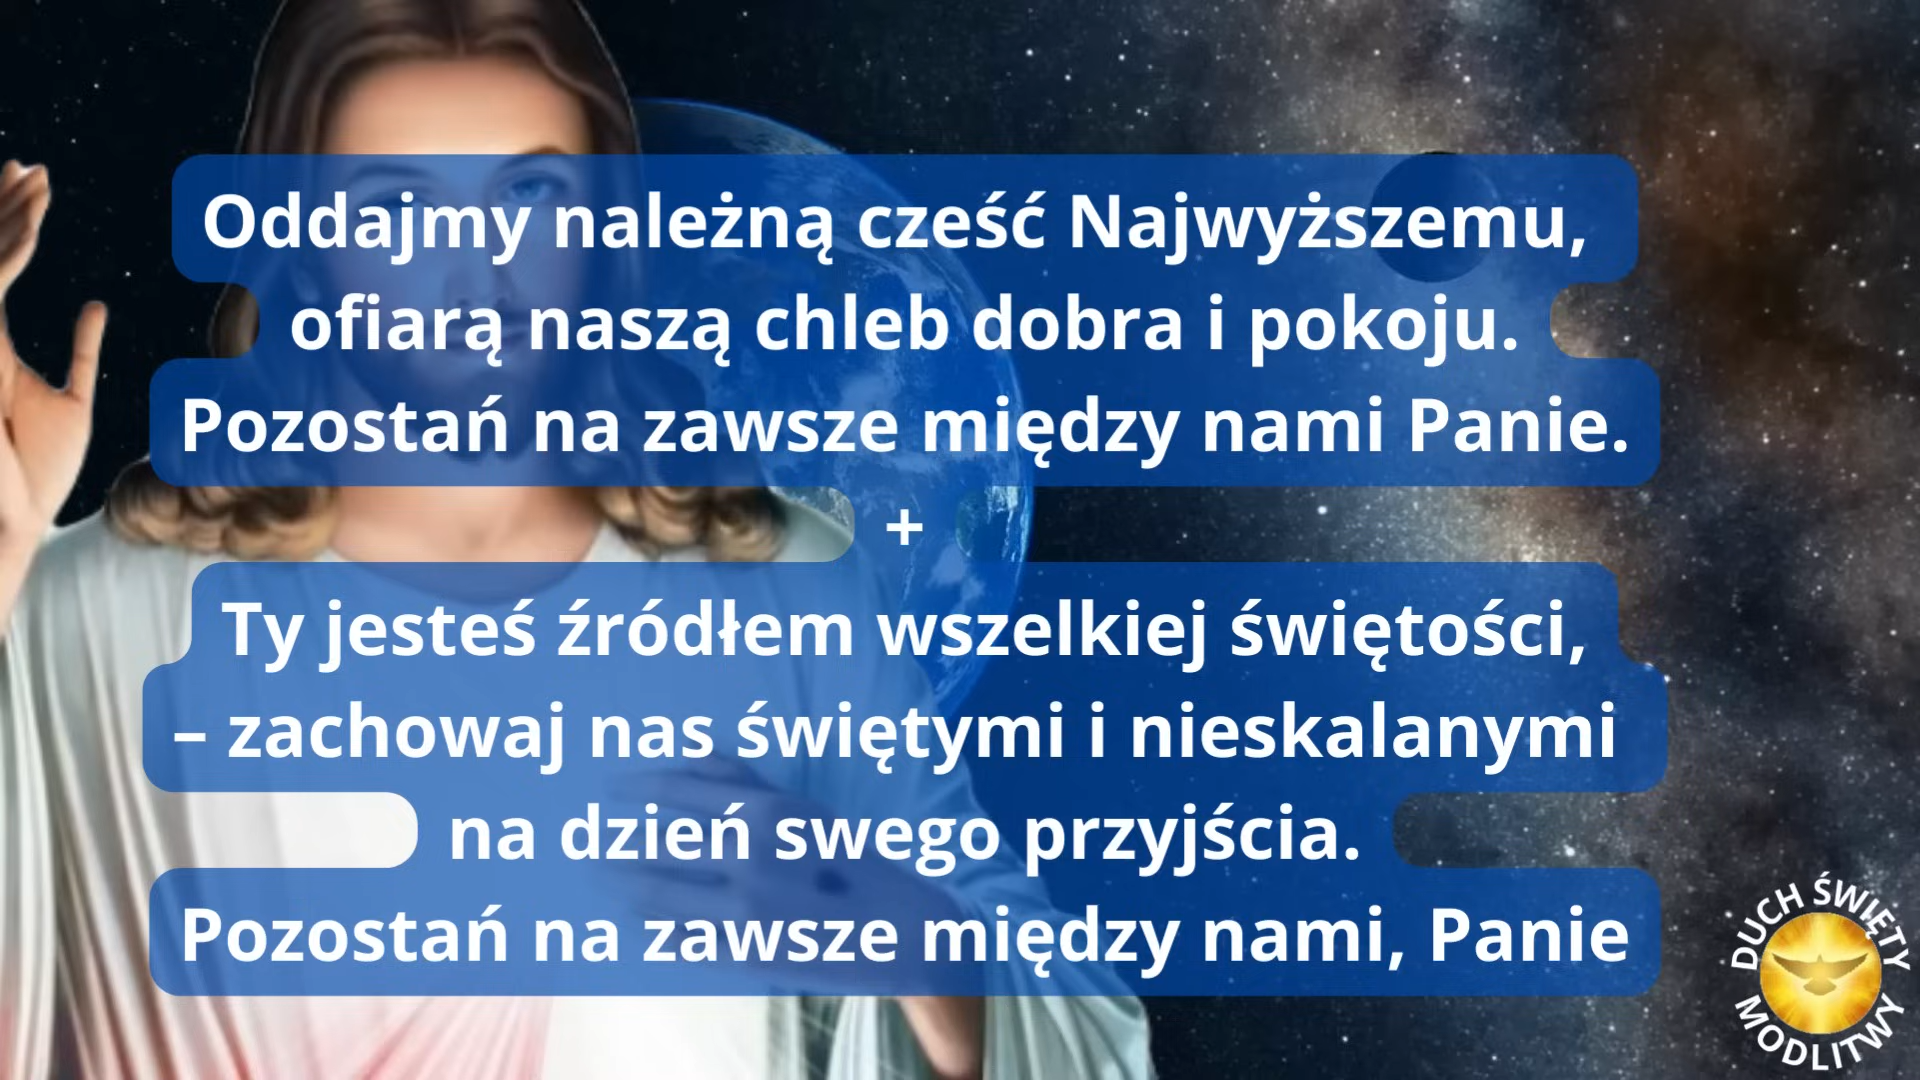 Oddajmy należną cześć Najwyższemu,
ofiarą naszą chleb dobra i pokoju.
Pozostań na zawsze między nami Panie.
+
Ty jesteś źródłem wszelkiej świętości,
– zachowaj nas świętymi i nieskalanymi
na dzień swego przyjścia.
Pozostań na zawsze między nami, Panie
DUCH ŚWIĘTY
MODLITWY